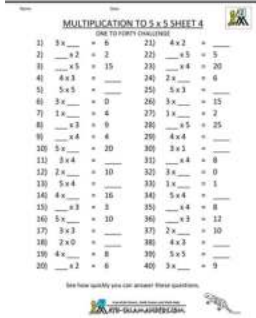 Name
Date
MULTIPLICATION TO 5 x 5 SHEET 4
ONE TO FORTY CHALLENGE
1) 3 x ___ = 6 21) 4 x 2 = ___
2) ___ x 2 = 2 22) ___ x 5 = 5
3) ___ x 5 = 15 23) ___ x 4 = 20
4) 4 x 3 = ___ 24) 2 x ___ = 6
5) 5 x 5 = ___ 25) 5 x 3 = ___
6) 3 x ___ = 0 26) 3 x ___ = 15
7) 1 x ___ = 4 27) 1 x ___ = 2
8) ___ x 3 = 9 28) ___ x 5 = 25
9) ___ x 4 = 4 29) 4 x 4 = ___
10) 5 x ___ = 20 30) 3 x 1 = ___
11) 3 x 4 = ___ 31) ___ x 4 = 8
12) 2 x ___ = 10 32) 3 x ___ = 0
13) 5 x 4 = ___ 33) 1 x ___ = 1
14) 4 x ___ = 16 34) 5 x 4 = ___
15) ___ x 3 = 3 35) ___ x 4 = 8
16) 5 x ___ = 10 36) ___ x 3 = 12
17) 3 x 3 = ___ 37) 2 x ___ = 10
18) 2 x 0 = ___ 38) 4 x 3 = ___
19) 4 x ___ = 8 39) 5 x 5 = ___
20) ___ x 2 = 6 40) 3 x ___ = 9
See how quickly you can answer these questions.
MATH-SALAMANDERS.COM